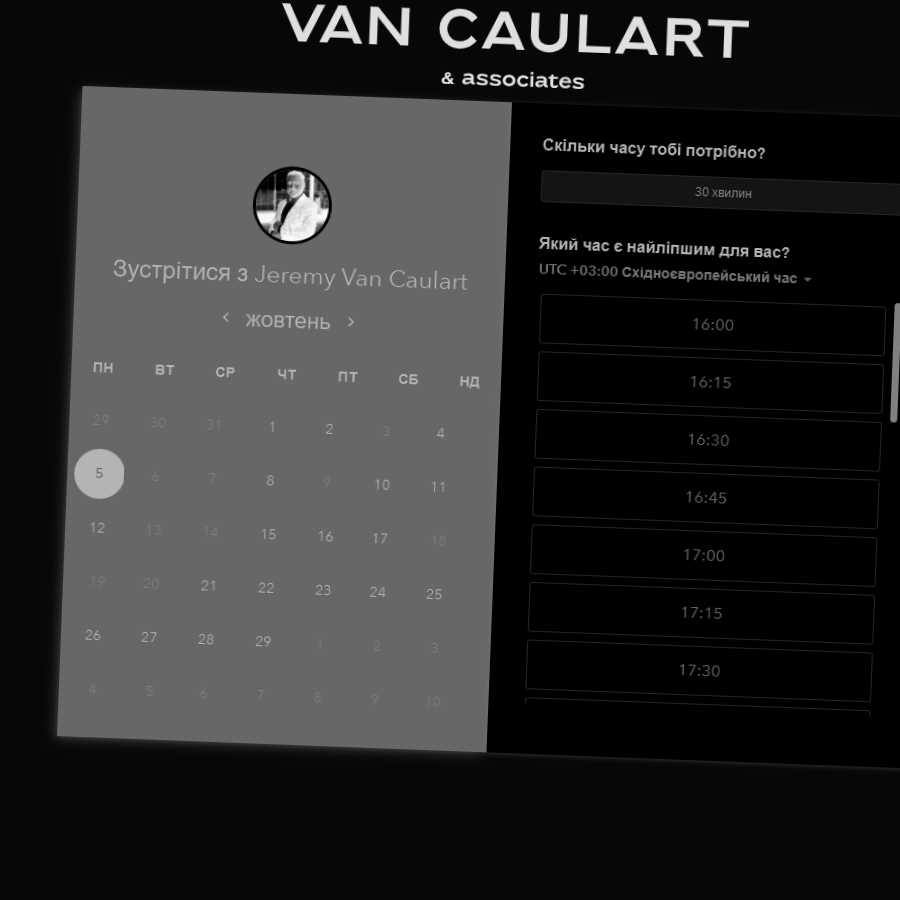 VAN CAULART
& associates
Зустрітися з Jeremy Van Caulart
жовтень
ПН ВТ СР ЧТ ПТ СБ НД
29 30 31 1 2 3 4
5 6 7 8 9 10 11
12 13 14 15 16 17 18
19 20 21 22 23 24 25
26 27 28 29 1 2 3
4 5 6 7 8 9 10
Скільки часу тобі потрібно?
30 хвилин
Який час є найліпшим для вас?
UTC +03:00 Східноєвропейський час
16:00
16:15
16:30
16:45
17:00
17:15
17:30